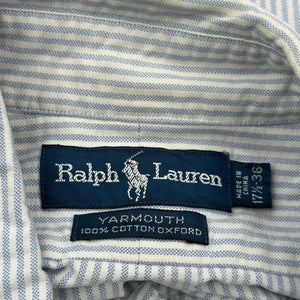 Ralph Lauren
YARMOUTH
100% COTTON OXFORD
MADE IN
CHINA
17½-36